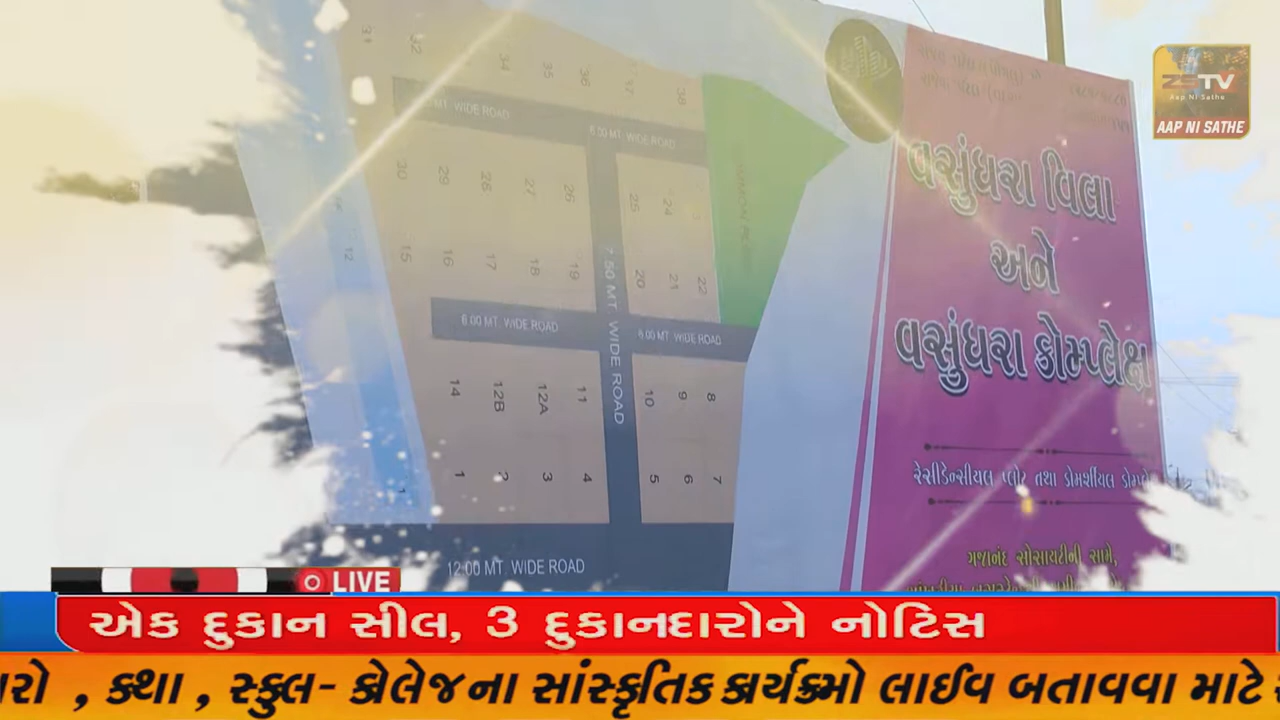 31 32 34 35 36 37 38
MT. WIDE ROAD
6.00 MT. WIDE ROAD
30 29 28 27 26 25 24
12 15 16 17 18 19 20 21 22
7.50 MT. WIDE ROAD
6.00 MT. WIDE ROAD
6.00 MT. WIDE ROAD
14 12B 12A 11 10 9 8
1 2 3 4 5 6 7
12.00 MT. WIDE ROAD
વસુંધરા વિલા
અને
વસુંધરા કોમ્પ્લેક્ષ
રેસીડેન્સીયલ પ્લોટ તથા કોમર્શીયલ
ગજાનંદ સોસાયટીની સામે,
ZSTV
Aap Ni Sathe
AAP NI SATHE
LIVE
એક દુકાન સીલ, 3 દુકાનદારોને નોટિસ
, કથા , સ્કુલ- કોલેજના સાંસ્કૃતિક કાર્યક્રમો લાઈવ બતાવવા માટે